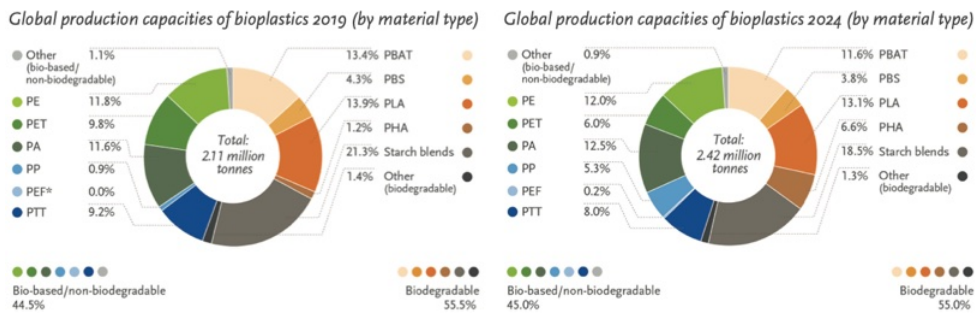 Global production capacities of bioplastics 2019 (by material type)
Other
(bio-based/
non-biodegradable)
1.1%
PE 11.8%
PET 9.8%
PA 11.6%
PP 0.9%
PEF* 0.0%
PTT 9.2%
Total:
2.11 million
tonnes
13.4% PBAT
4.3% PBS
13.9% PLA
1.2% PHA
21.3% Starch blends
1.4% Other
(biodegradable)
Bio-based/non-biodegradable
44.5%
Biodegradable
55.5%
Global production capacities of bioplastics 2024 (by material type)
Other
(bio-based/
non-biodegradable)
0.9%
PE 12.0%
PET 6.0%
PA 12.5%
PP 5.3%
PEF 0.2%
PTT 8.0%
Total:
2.42 million
tonnes
11.6% PBAT
3.8% PBS
13.1% PLA
6.6% PHA
18.5% Starch blends
1.3% Other
(biodegradable)
Bio-based/non-biodegradable
45.0%
Biodegradable
55.0%